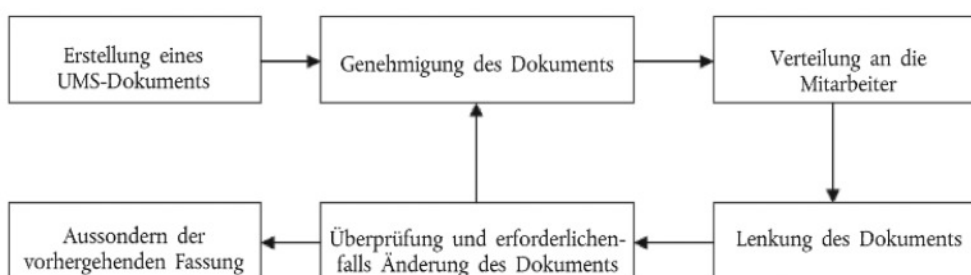 Erstellung eines
UMS-Dokuments
Genehmigung des Dokuments
Verteilung an die
Mitarbeiter
Aussondern der
vorhergehenden Fassung
Überprüfung und erforderlichen-
falls Änderung des Dokuments
Lenkung des Dokuments